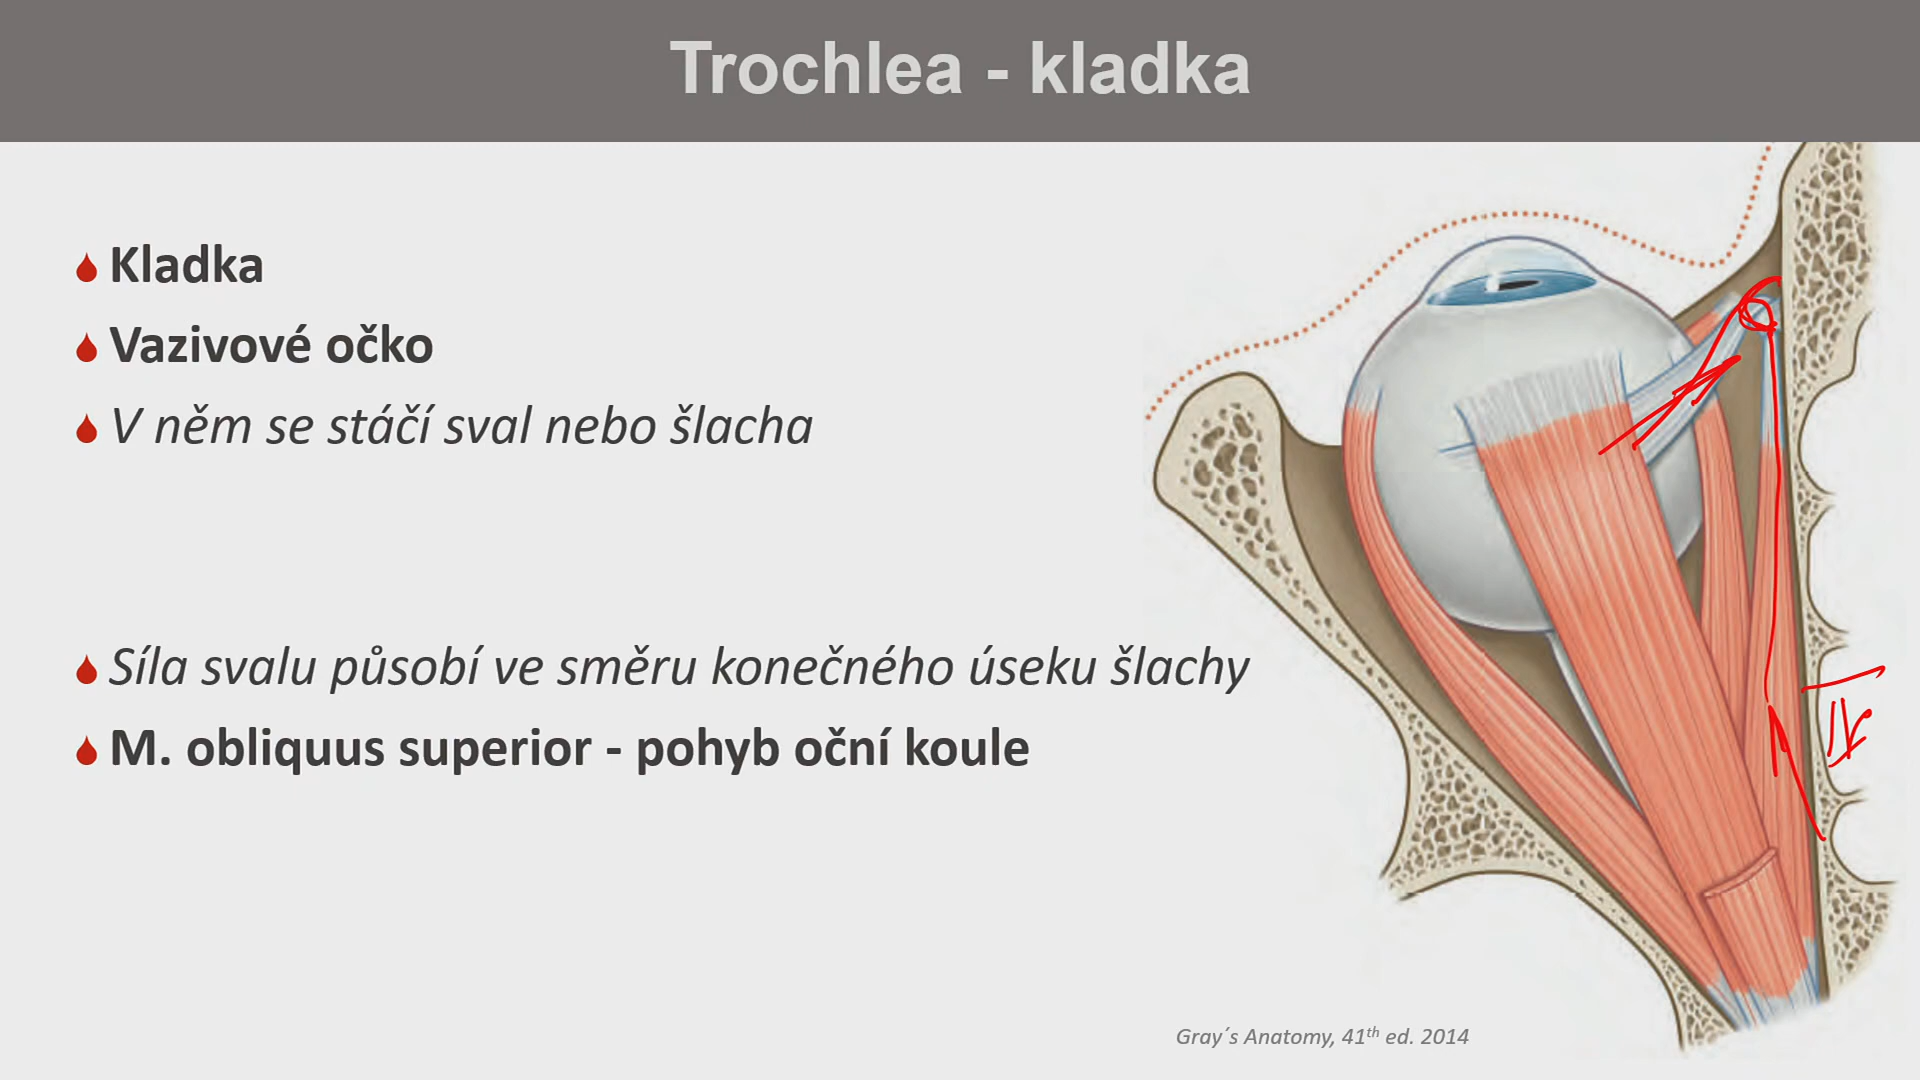 Trochlea - kladka
Kladka
Vazivové očko
V něm se stáčí sval nebo šlacha
Síla svalu působí ve směru konečného úseku šlachy
M. obliquus superior - pohyb oční koule
Gray´s Anatomy, 41th ed. 2014